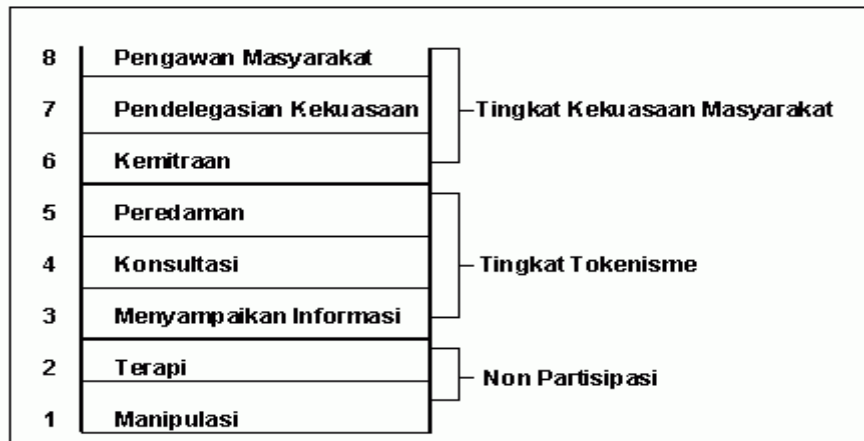 8 Pengawan Masyarakat
7 Pendelegasian Kekuasaan
Tingkat Kekuasaan Masyarakat
6 Kemitraan
5 Peredaman
4 Konsultasi
Tingkat Tokenisme
3 Menyampaikan Informasi
2 Terapi
Non Partisipasi
1 Manipulasi